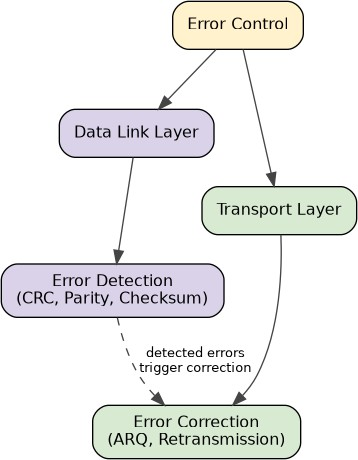 Error Control
Data Link Layer
Transport Layer
Error Detection
(CRC, Parity, Checksum)
detected errors
trigger correction
Error Correction
(ARQ, Retransmission)